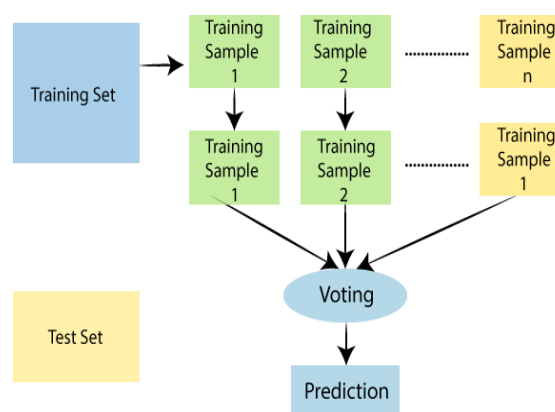 Training Set
Training
Sample
1
Training
Sample
2
Training
Sample
n
Training
Sample
1
Training
Sample
2
Training
Sample
1
Voting
Test Set
Prediction